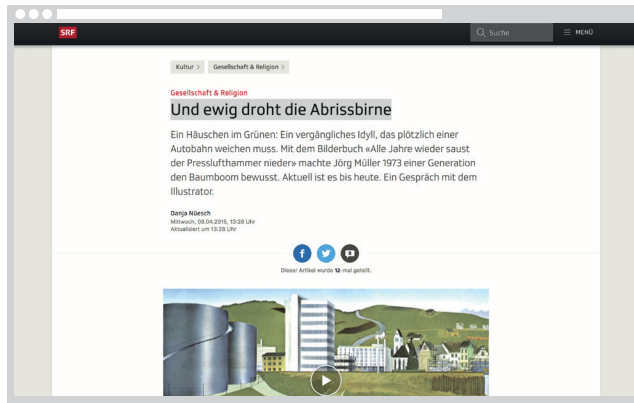 SRF
Suche
MENÜ
Kultur >
Gesellschaft & Religion >
Gesellschaft & Religion
Und ewig droht die Abrissbirne
Ein Häuschen im Grünen: Ein vergängliches Idyll, das plötzlich einer
Autobahn weichen muss. Mit dem Bilderbuch «Alle Jahre wieder saust
der Presslufthammer nieder» machte Jörg Müller 1973 einer Generation
den Baumboom bewusst. Aktuell ist es bis heute. Ein Gespräch mit dem
Illustrator.
Danja Nüesch
Mittwoch, 08.04.2015, 13:28 Uhr
Aktualisiert um 13:28 Uhr
Dieser Artikel wurde 12-mal geteilt.